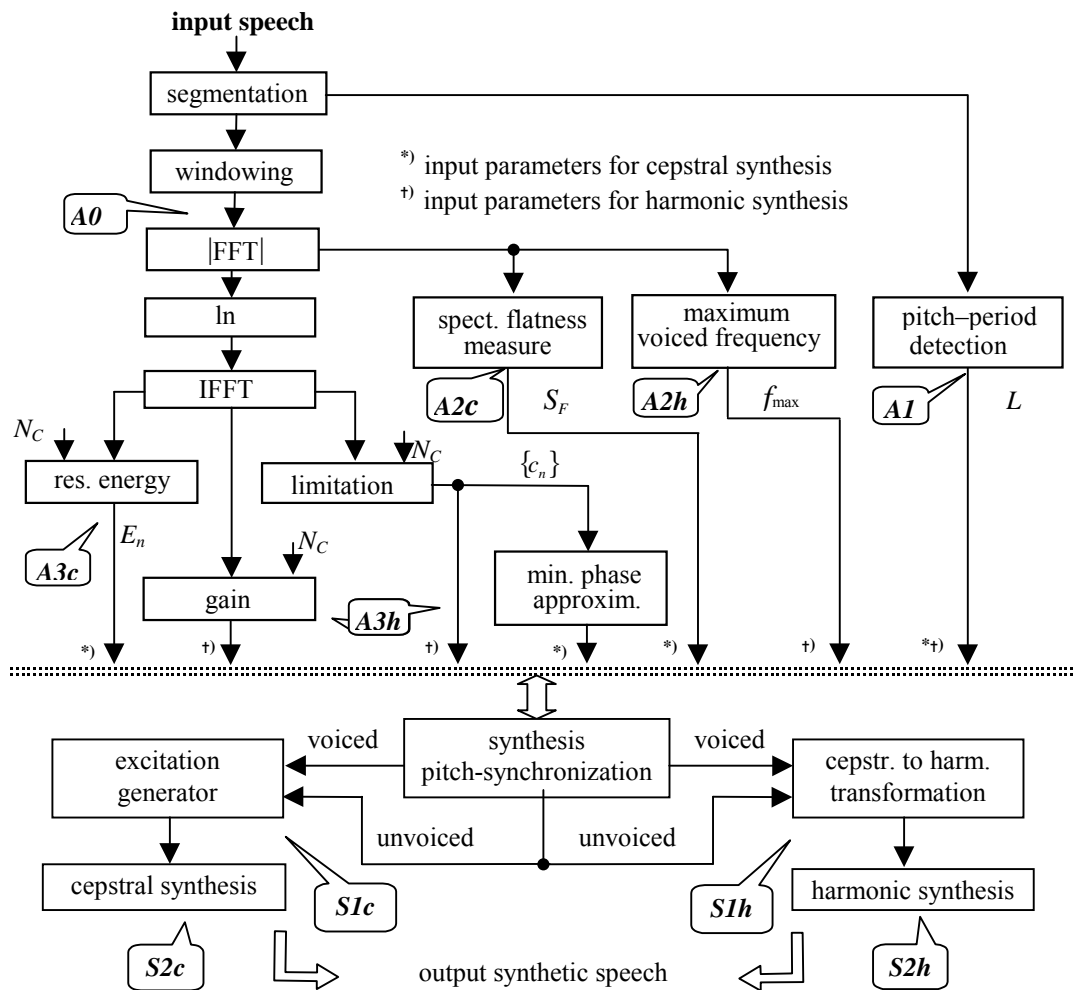 input speech
segmentation
*) input parameters for cepstral synthesis
windowing
†) input parameters for harmonic synthesis
A0
|FFT|
ln
spect. flatness
measure
maximum
voiced frequency
pitch–period
detection
IFFT
A2c
S_F
A2h
f_max
A1
L
N_C
N_C
{c_n}
res. energy
limitation
E_n
N_C
A3c
min. phase
approxim.
gain
A3h
*)
†)
†)
*)
*)
†)
*†)
voiced
synthesis
pitch-synchronization
voiced
excitation
generator
cepstr. to harm.
transformation
unvoiced
unvoiced
cepstral synthesis
harmonic synthesis
S1c
S1h
S2c
output synthetic speech
S2h